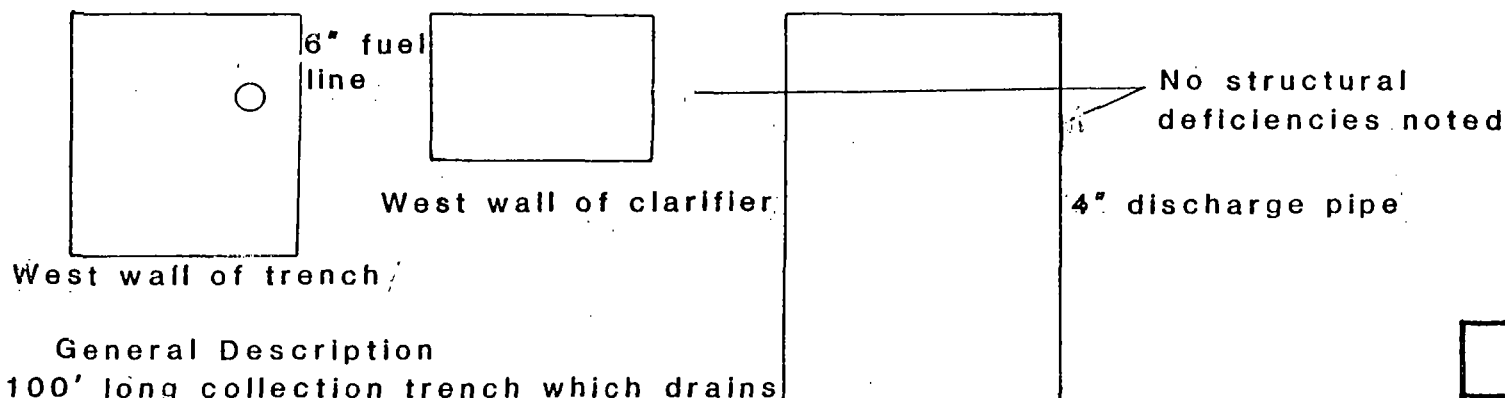 6" fuel
line
No structural
deficiencies noted
West wall of clarifier
4" discharge pipe
West wall of trench
General Description
100' long collection trench which drains